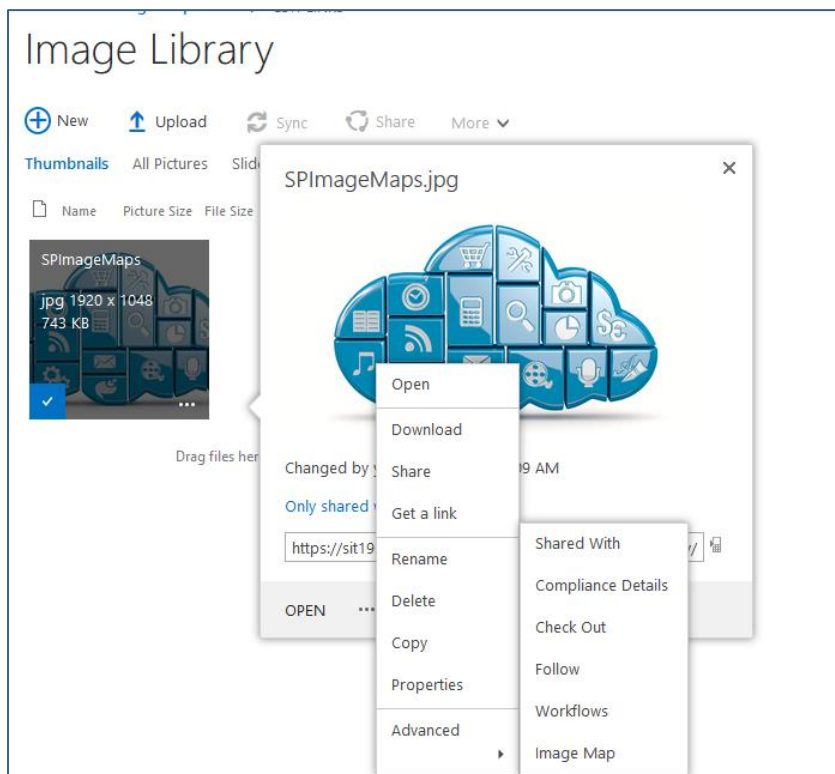 Image Library
New Upload Sync Share More
Thumbnails All Pictures
Name Picture Size File Size
SPImageMaps
jpg 1920 x 1048
743 KB
Drag files
SPImageMaps.jpg
Changed by AM
Only shared
https://sit19
OPEN ...
Open
Download
Share
Get a link
Rename
Delete
Copy
Properties
Advanced
Shared With
Compliance Details
Check Out
Follow
Workflows
Image Map